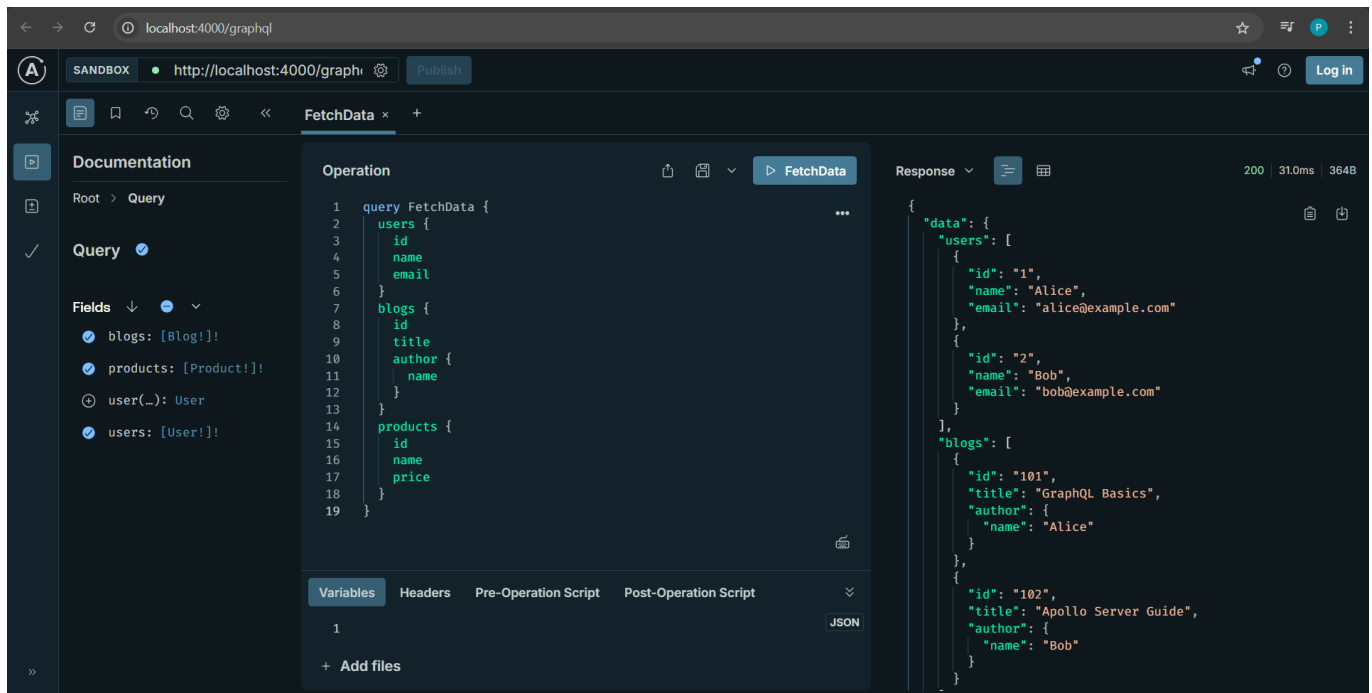 localhost:4000/graphql
P
A
SANDBOX http://localhost:4000/graph
Publish
Log in
FetchData × +
Documentation
Root > Query
Query
Fields
blogs: [Blog!]!
products: [Product!]!
user(…): User
users: [User!]!
Operation
FetchData
1 query FetchData {
2 users {
3 id
4 name
5 email
6 }
7 blogs {
8 id
9 title
10 author {
11 name
12 }
13 }
14 products {
15 id
16 name
17 price
18 }
19 }
Variables Headers Pre-Operation Script Post-Operation Script
1
JSON
+ Add files
Response
200 31.0ms 364B
{
"data": {
"users": [
{
"id": "1",
"name": "Alice",
"email": "alice@example.com"
},
{
"id": "2",
"name": "Bob",
"email": "bob@example.com"
}
],
"blogs": [
{
"id": "101",
"title": "GraphQL Basics",
"author": {
"name": "Alice"
}
},
{
"id": "102",
"title": "Apollo Server Guide",
"author": {
"name": "Bob"
}
}